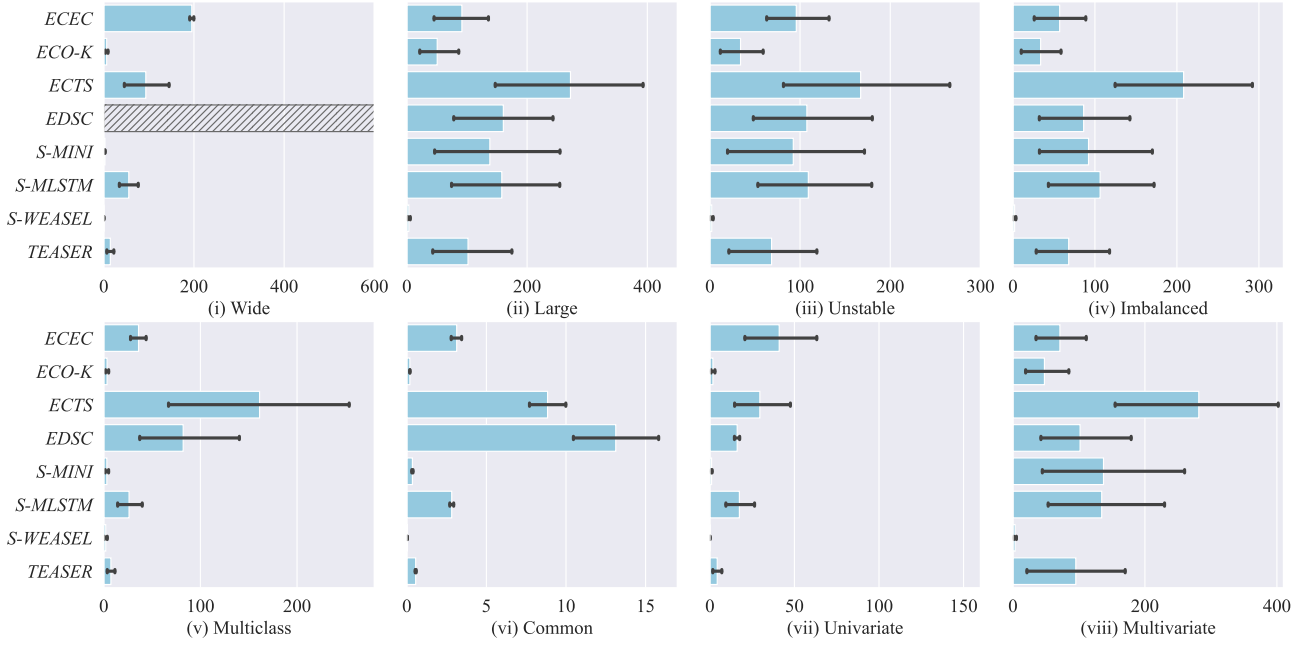 ECEC
ECO-K
ECTS
EDSC
S-MINI
S-MLSTM
S-WEASEL
TEASER
0 200 400 600
(i) Wide
0 200 400
(ii) Large
0 100 200 300
(iii) Unstable
0 100 200 300
(iv) Imbalanced
ECEC
ECO-K
ECTS
EDSC
S-MINI
S-MLSTM
S-WEASEL
TEASER
0 100 200
(v) Multiclass
0 5 10 15
(vi) Common
0 50 100 150
(vii) Univariate
0 200 400
(viii) Multivariate